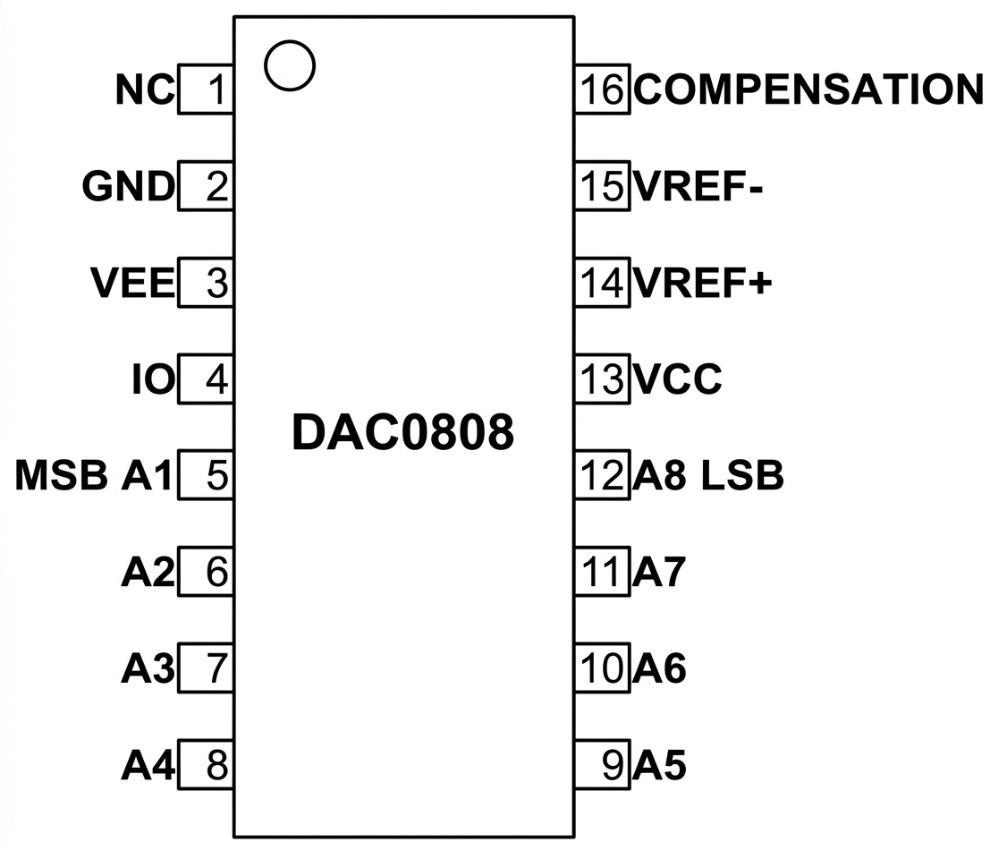 NC 1 16 COMPENSATION
GND 2 15 VREF-
VEE 3 14 VREF+
IO 4 13 VCC
DAC0808
MSB A1 5 12 A8 LSB
A2 6 11 A7
A3 7 10 A6
A4 8 9 A5